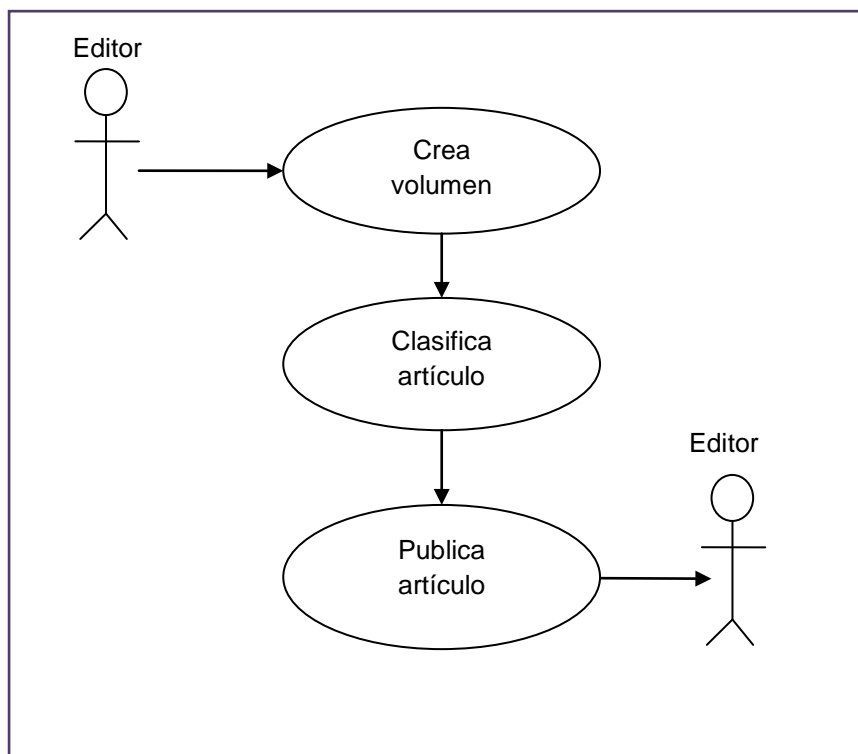 Editor
Crea
volumen
Clasifica
artículo
Editor
Publica
artículo